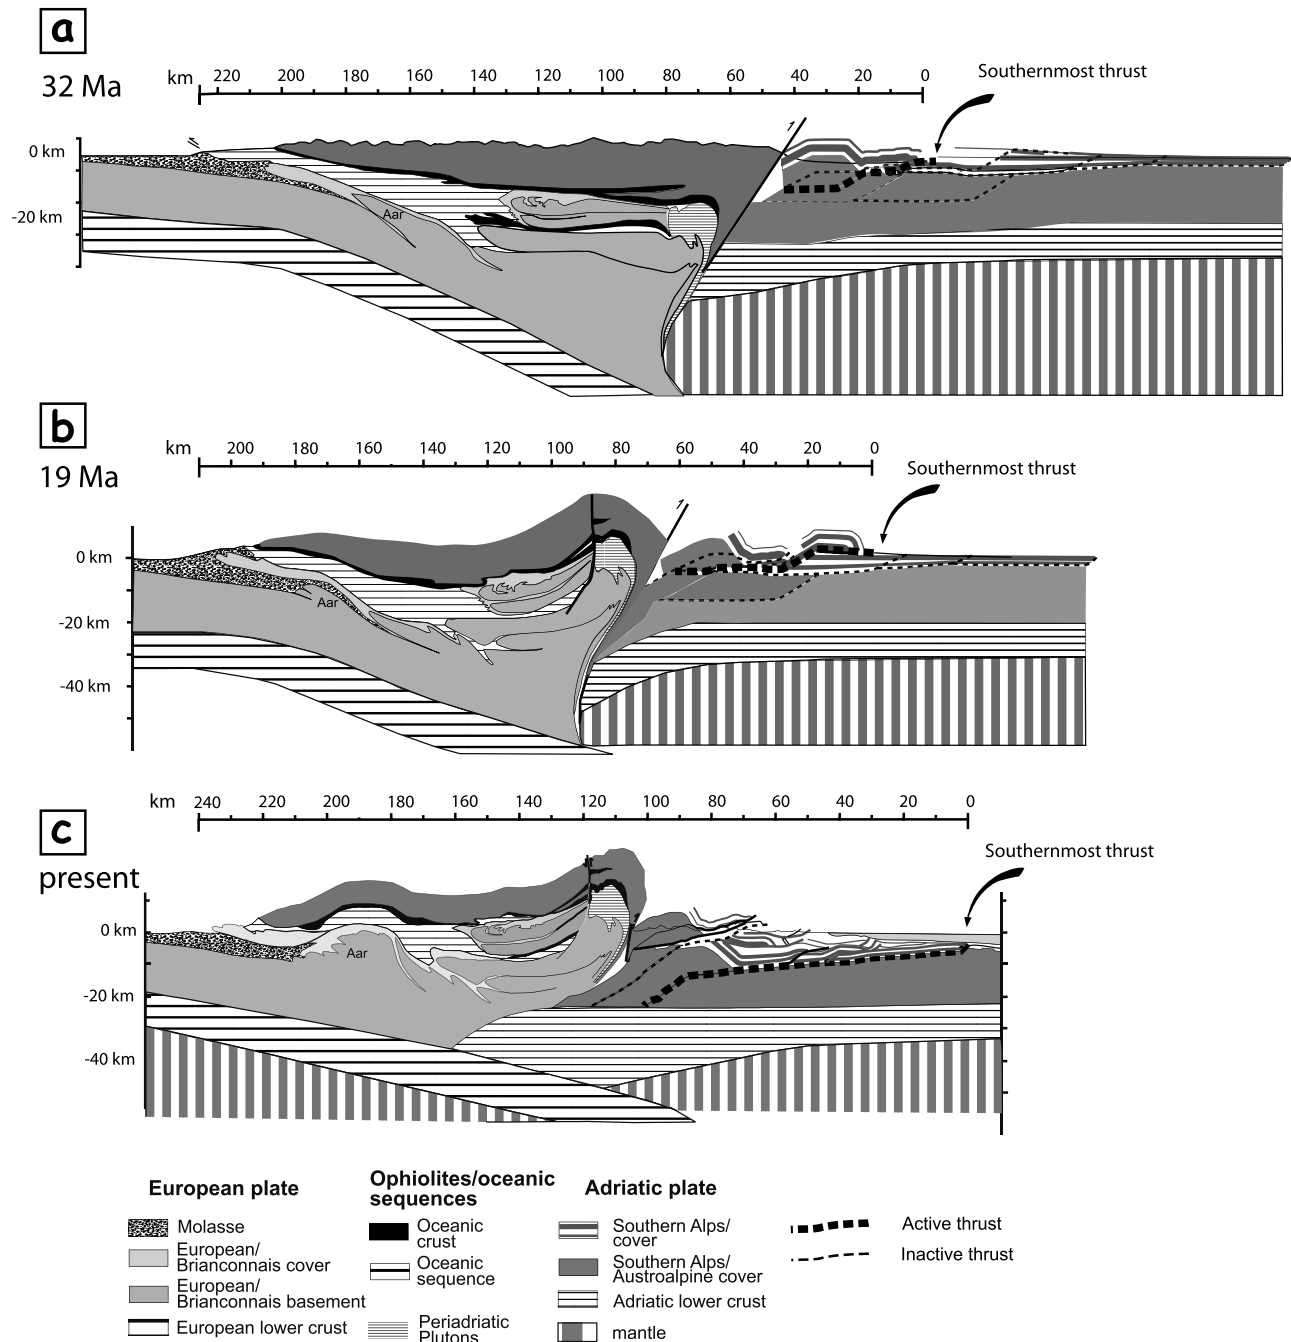 a
32 Ma
km 220 200 180 160 140 120 100 80 60 40 20 0
Southernmost thrust
1
0 km
-20 km
Aar
b
19 Ma
km 200 180 160 140 120 100 80 60 40 20 0
Southernmost thrust
1
0 km
-20 km
-40 km
Aar
c
present
km 240 220 200 180 160 140 120 100 80 60 40 20 0
Southernmost thrust
1
0 km
-20 km
-40 km
Aar
European plate
Molasse
European/
Brianconnais cover
European/
Brianconnais basement
European lower crust
Ophiolites/oceanic
sequences
Oceanic
crust
Oceanic
sequence
Periadriatic
Plutons
Adriatic plate
Southern Alps/
cover
Southern Alps/
Austroalpine cover
Adriatic lower crust
mantle
Active thrust
Inactive thrust